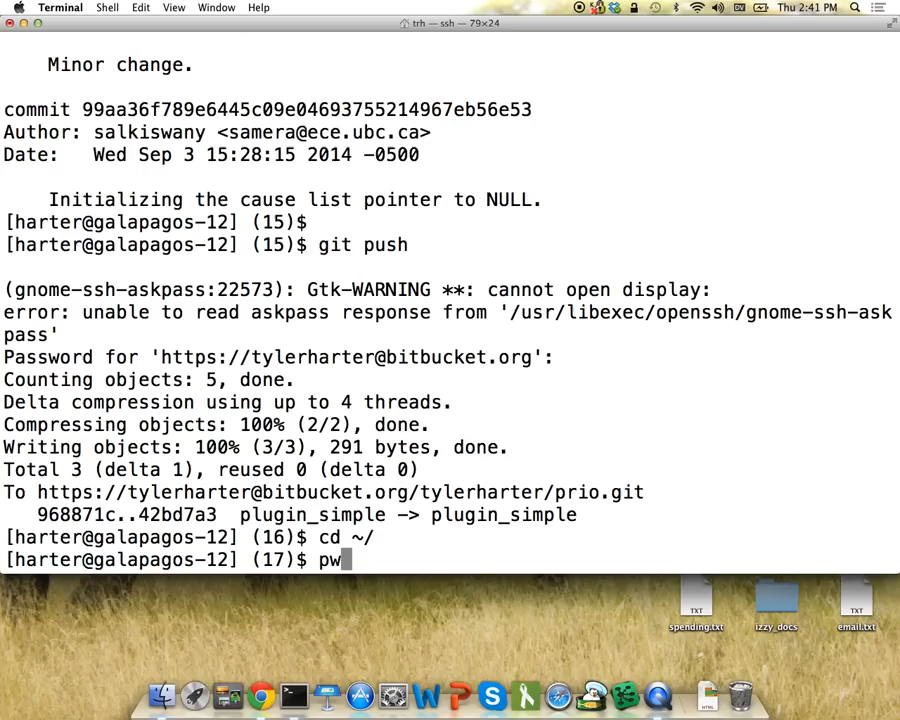 Terminal Shell Edit View Window Help Thu 2:41 PM
trh — ssh — 79×24
Minor change.
commit 99aa36f789e6445c09e04693755214967eb56e53
Author: salkiswany <samera@ece.ubc.ca>
Date:   Wed Sep 3 15:28:15 2014 -0500
Initializing the cause list pointer to NULL.
[harter@galapagos-12] (15)$
[harter@galapagos-12] (15)$ git push
(gnome-ssh-askpass:22573): Gtk-WARNING **: cannot open display:
error: unable to read askpass response from '/usr/libexec/openssh/gnome-ssh-ask
pass'
Password for 'https://tylerharter@bitbucket.org':
Counting objects: 5, done.
Delta compression using up to 4 threads.
Compressing objects: 100% (2/2), done.
Writing objects: 100% (3/3), 291 bytes, done.
Total 3 (delta 1), reused 0 (delta 0)
To https://tylerharter@bitbucket.org/tylerharter/prio.git
968871c..42bd7a3  plugin_simple -> plugin_simple
[harter@galapagos-12] (16)$ cd ~/
[harter@galapagos-12] (17)$ pw
TXT TXT
spending.txt izzy_docs email.txt
HTML